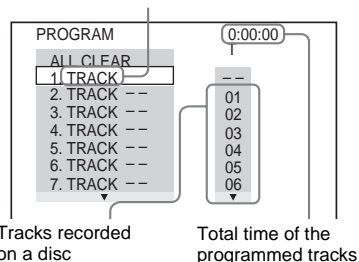 PROGRAM 0:00:00
ALL CLEAR
1. TRACK – –
2. TRACK – – 01
3. TRACK – – 02
4. TRACK – – 03
5. TRACK – – 04
6. TRACK – – 05
7. TRACK – – 06
Tracks recorded
on a disc
Total time of the
programmed tracks